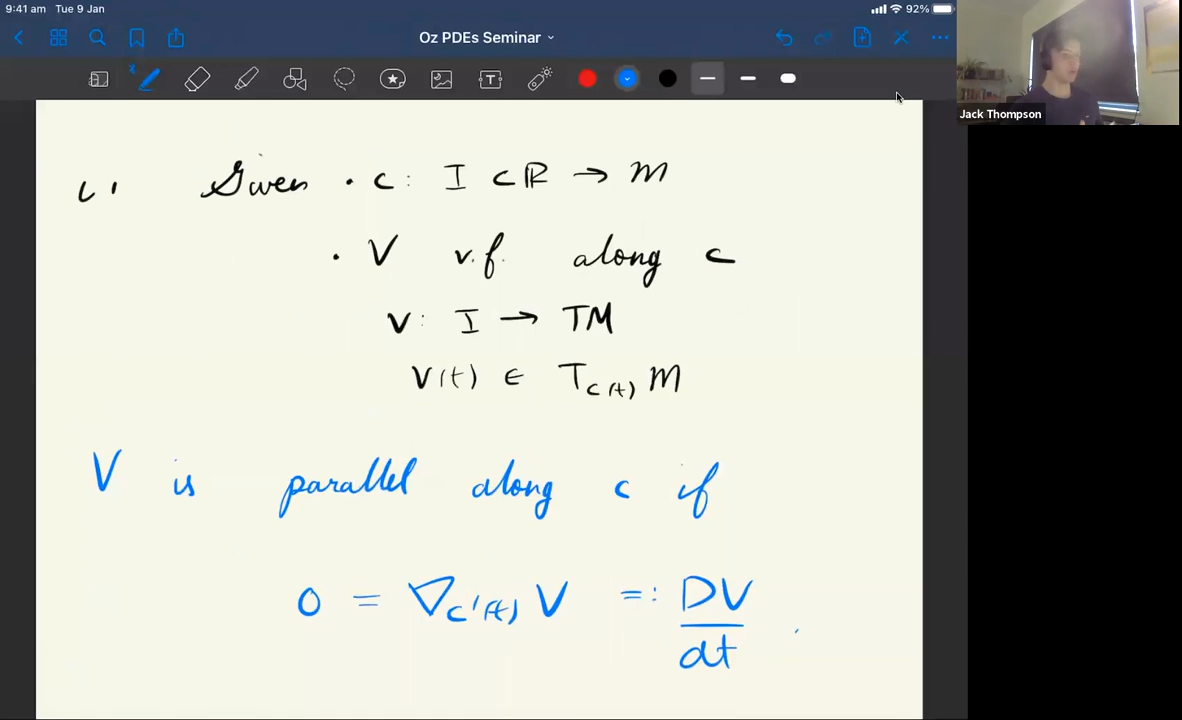 9:41 am Tue 9 Jan
92%
Oz PDEs Seminar
Jack Thompson
Given · c: I ⊂ ℝ → M
· V v.f. along c
V: I → TM
V(t) ∈ T_{c(t)} M
V is parallel along c if
0 = ∇_{c'(t)} V =: DV/dt